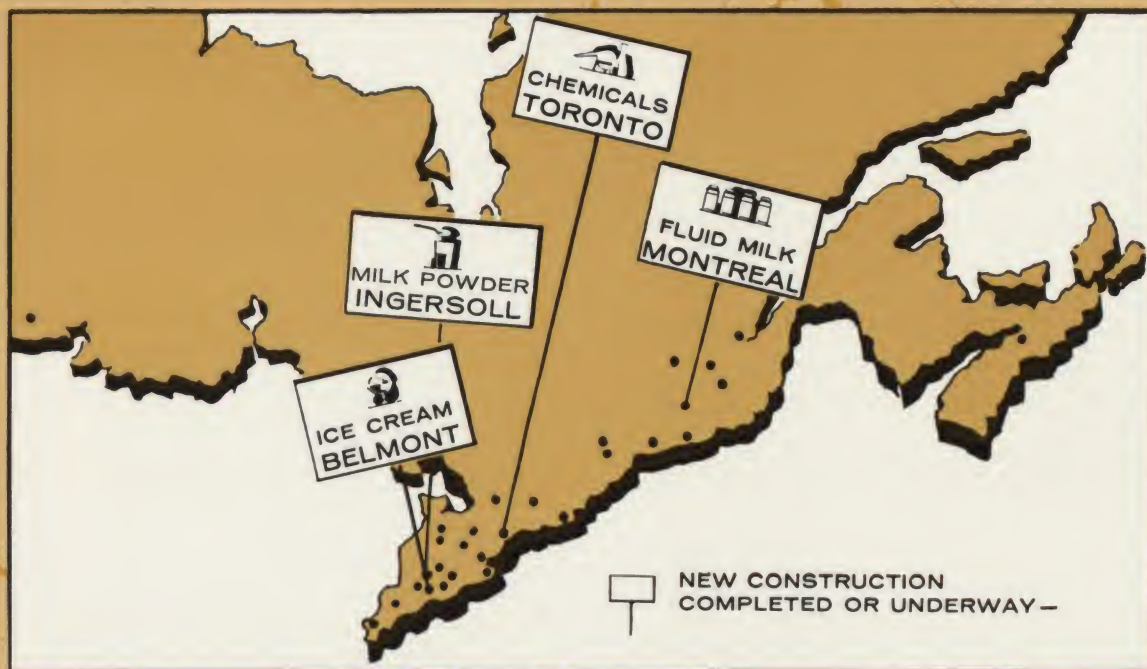 CHEMICALS
TORONTO
FLUID MILK
MONTREAL
MILK POWDER
INGERSOLL
ICE CREAM
BELMONT
NEW CONSTRUCTION
COMPLETED OR UNDERWAY—